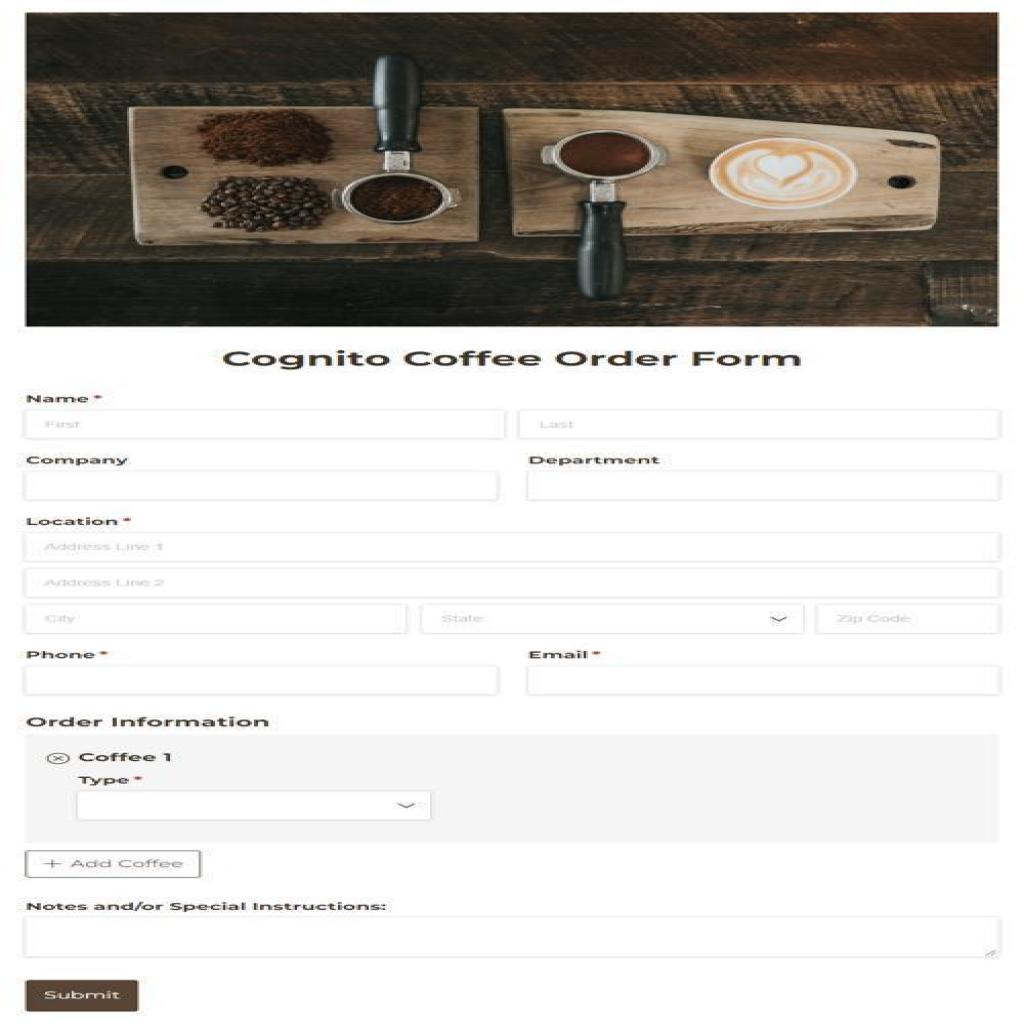 Cognito Coffee Order Form
Name *
First Last
Company Department
Location *
Address Line 1
Address Line 2
City State Zip Code
Phone * Email *
Order Information
Coffee 1
Type *
+ Add Coffee
Notes and/or Special Instructions:
Submit